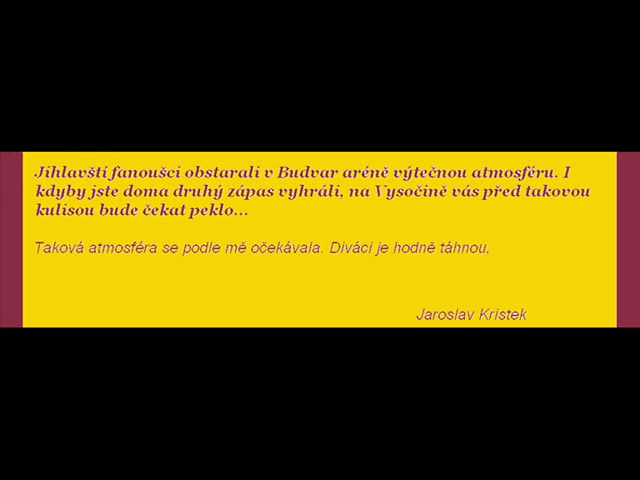 Jihlavští fanoušci obstarali v Budvar aréně výtečnou atmosféru. I
kdyby jste doma druhý zápas vyhráli, na Vysočině vás před takovou
kulisou bude čekat peklo...
Taková atmosféra se podle mě očekávala. Diváci je hodně táhnou.
Jaroslav Kristek